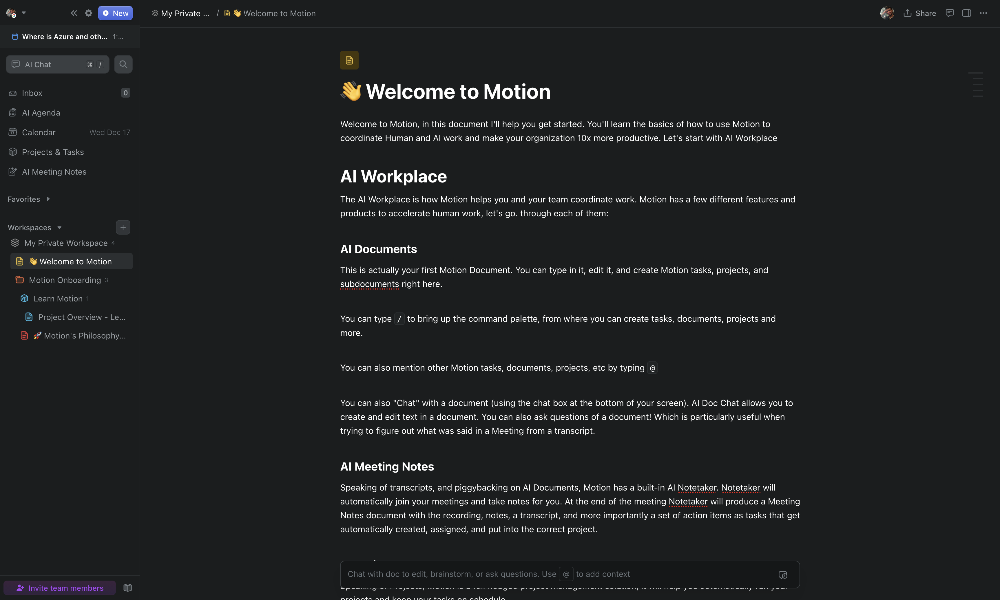 New
Where is Azure and oth... 1:...
AI Chat ⌘ /
Inbox 0
AI Agenda
17 Calendar Wed Dec 17
Projects & Tasks
AI Meeting Notes
Favorites
Workspaces
My Private Workspace 4
👋 Welcome to Motion
Motion Onboarding 3
Learn Motion 1
Project Overview - Le...
🚀 Motion's Philosophy...
Invite team members
My Private ... / 👋 Welcome to Motion
Share
👋 Welcome to Motion
Welcome to Motion, in this document I'll help you get started. You'll learn the basics of how to use Motion to
coordinate Human and AI work and make your organization 10x more productive. Let's start with AI Workplace
AI Workplace
The AI Workplace is how Motion helps you and your team coordinate work. Motion has a few different features and
products to accelerate human work, let's go. through each of them:
AI Documents
This is actually your first Motion Document. You can type in it, edit it, and create Motion tasks, projects, and
subdocuments right here.
You can type / to bring up the command palette, from where you can create tasks, documents, projects and
more.
You can also mention other Motion tasks, documents, projects, etc by typing @
You can also "Chat" with a document (using the chat box at the bottom of your screen). AI Doc Chat allows you to
create and edit text in a document. You can also ask questions of a document! Which is particularly useful when
trying to figure out what was said in a Meeting from a transcript.
AI Meeting Notes
Speaking of transcripts, and piggybacking on AI Documents, Motion has a built-in AI Notetaker. Notetaker will
automatically join your meetings and take notes for you. At the end of the meeting Notetaker will produce a Meeting
Notes document with the recording, notes, a transcript, and more importantly a set of action items as tasks that get
automatically created, assigned, and put into the correct project.
Chat with doc to edit, brainstorm, or ask questions. Use @ to add context
projects and keep your tasks on schedule